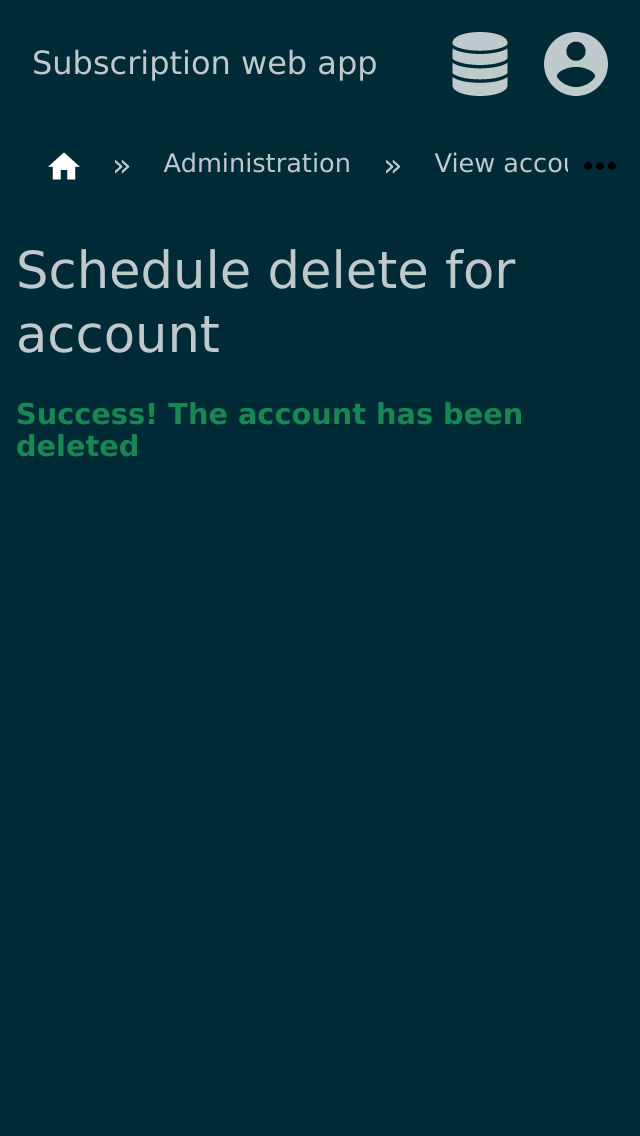 Subscription web app
» Administration » View accou
Schedule delete for
account
Success! The account has been
deleted